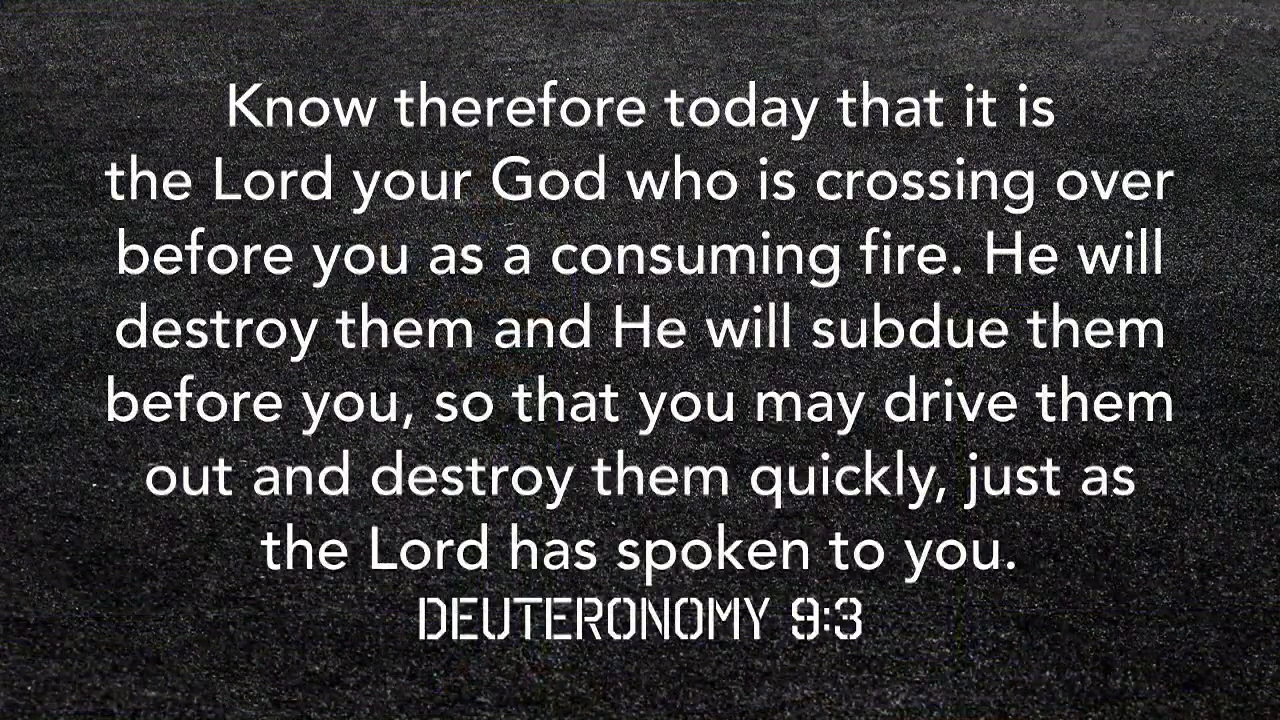 Know therefore today that it is
the Lord your God who is crossing over
before you as a consuming fire. He will
destroy them and He will subdue them
before you, so that you may drive them
out and destroy them quickly, just as
the Lord has spoken to you.
DEUTERONOMY 9:3